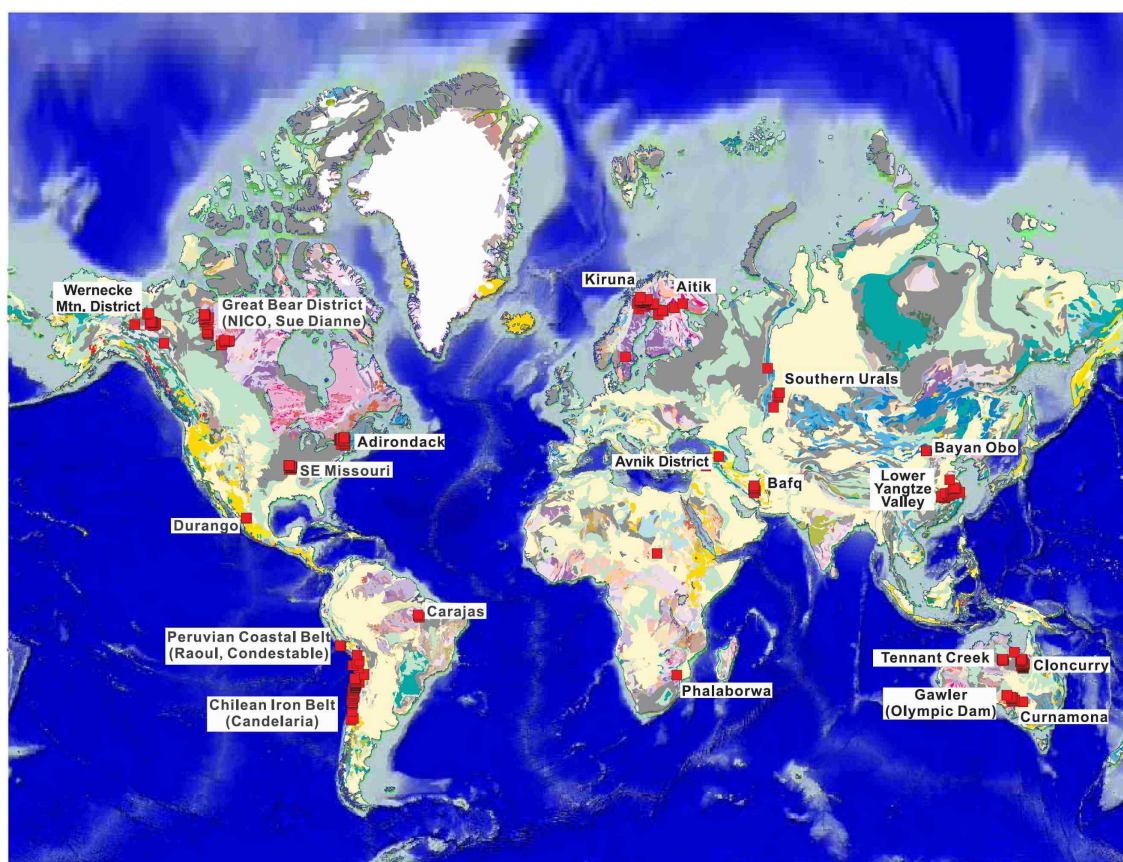 Kiruna
Aitik
Wernecke
Mtn. District
Great Bear District
(NICO, Sue Dianne)
Southern Urals
Adirondack
Bayan Obo
Avnik District
SE Missouri
Bafq
Lower
Yangtze
Valley
Durango
Carajas
Peruvian Coastal Belt
(Raoul, Condestable)
Tennant Creek
Cloncurry
Phalaborwa
Chilean Iron Belt
(Candelaria)
Gawler
(Olympic Dam)
Curnamona